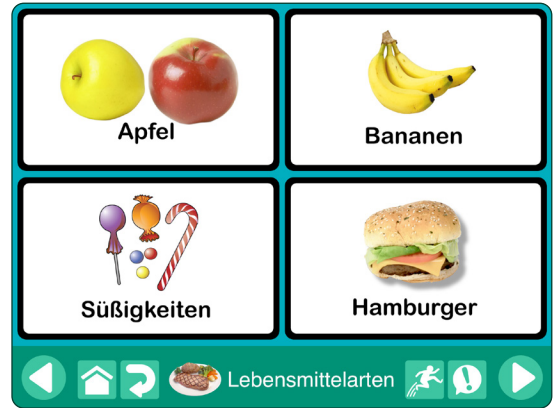 Apfel
Bananen
Süßigkeiten
Hamburger
Lebensmittelarten